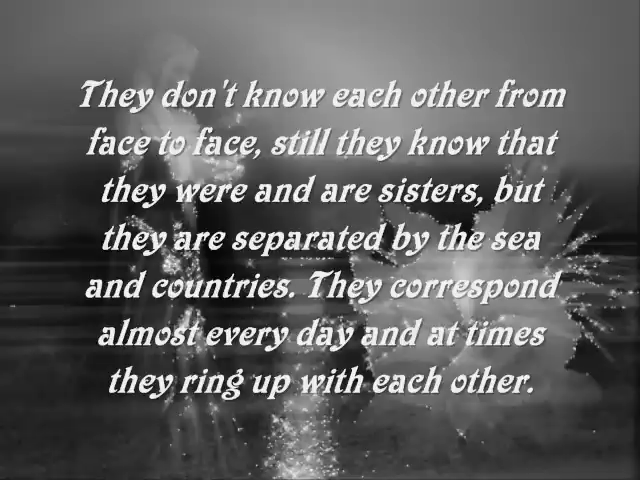 They don't know each other from
face to face, still they know that
they were and are sisters, but
they are separated by the sea
and countries. They correspond
almost every day and at times
they ring up with each other.